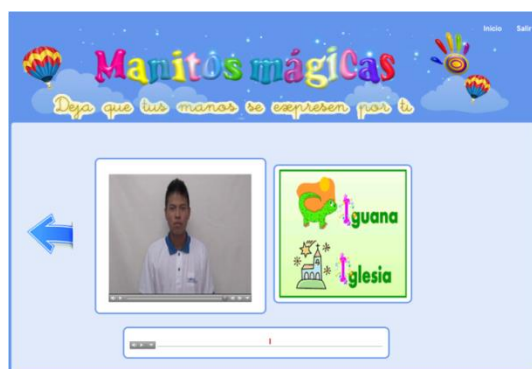 Inicio Salir
Manitos mágicas
Deja que tus manos se expresen por ti
Iguana
Iglesia
I